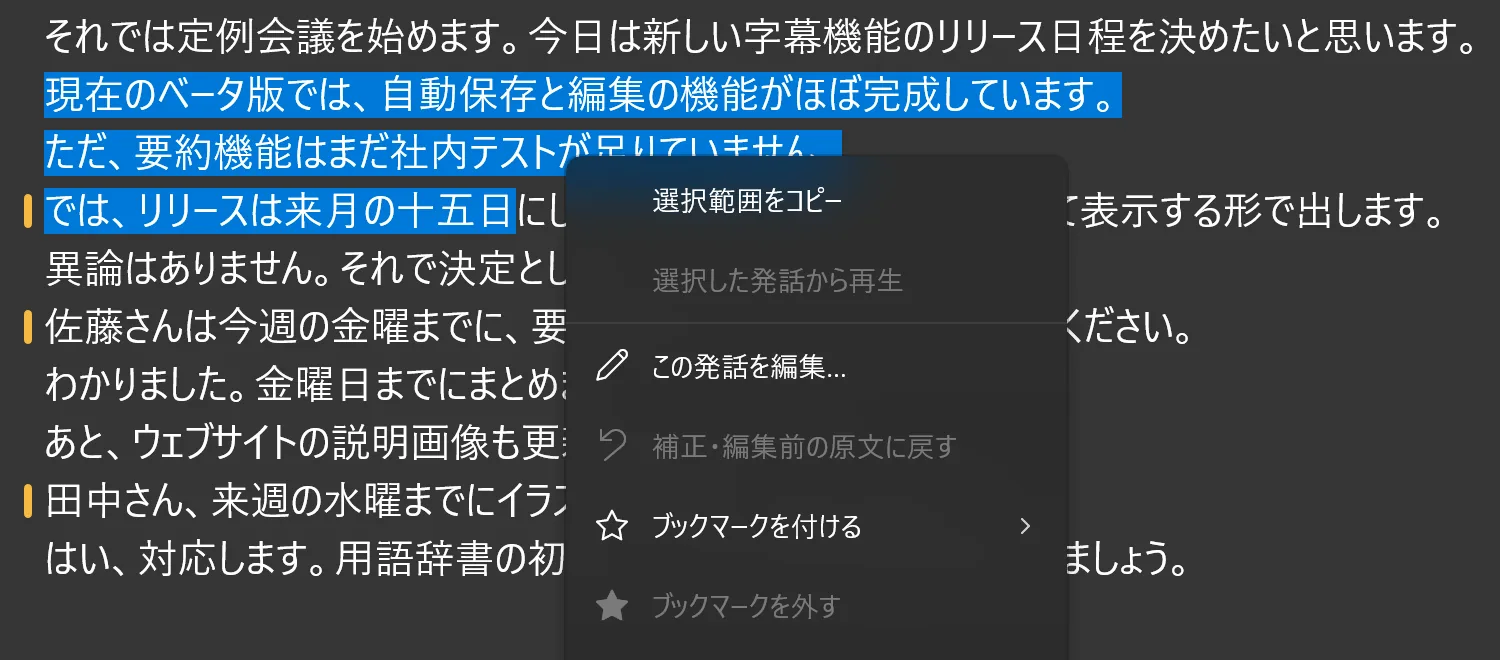 それでは定例会議を始めます。今日は新しい字幕機能のリリース日程を決めたいと思います。
現在のベータ版では、自動保存と編集の機能がほぼ完成しています。
ただ、要約機能はまだ社内テストが足りていません。
では、リリースは来月の十五日にし
て表示する形で出します。
異論はありません。それで決定とし
佐藤さんは今週の金曜までに、要
ください。
わかりました。金曜日までにまとめ
あと、ウェブサイトの説明画像も更
田中さん、来週の水曜までにイラス
はい、対応します。用語辞書の初
ましょう。
選択範囲をコピー
選択した発話から再生
この発話を編集...
補正・編集前の原文に戻す
ブックマークを付ける
ブックマークを外す